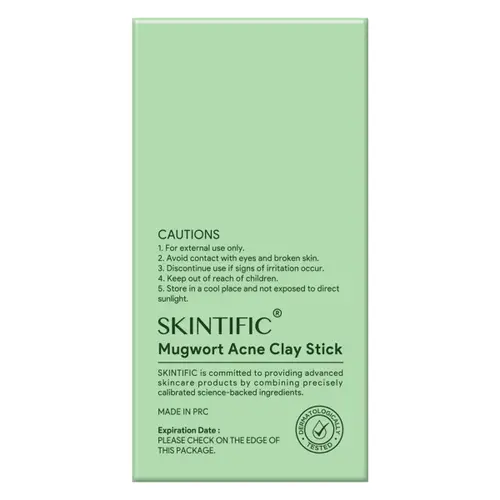 CAUTIONS
1. For external use only.
2. Avoid contact with eyes and broken skin.
3. Discontinue use if signs of irritation occur.
4. Keep out of reach of children.
5. Store in a cool place and not exposed to direct
sunlight.
SKINTIFIC®
Mugwort Acne Clay Stick
SKINTIFIC is committed to providing advanced
skincare products by combining precisely
calibrated science-backed ingredients.
MADE IN PRC
Expiration Date :
PLEASE CHECK ON THE EDGE OF
THIS PACKAGE.
DERMATOLOGICALLY
TESTED